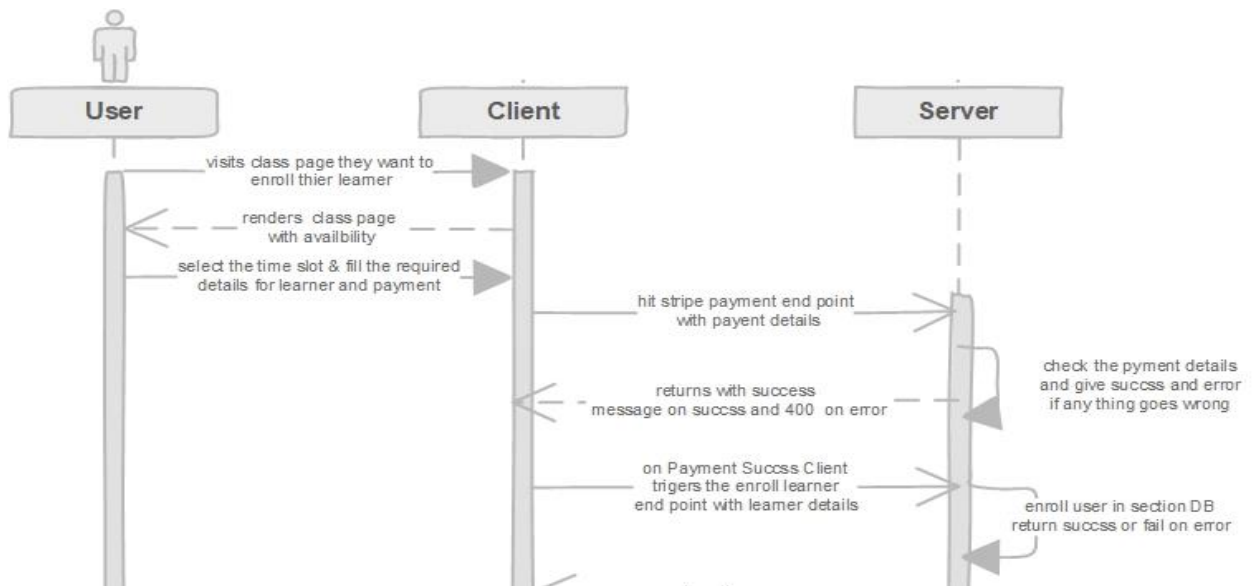 User
Client
Server
visits class page they want to
enroll thier learner
renders class page
with availbility
select the time slot & fill the required
details for learner and payment
hit stripe payment end point
with payent details
check the pyment details
and give succss and error
if any thing goes wrong
returns with success
message on succss and 400 on error
on Payment Succss Client
trigers the enroll learner
end point with learner details
enroll user in section DB
return succss or fail on error